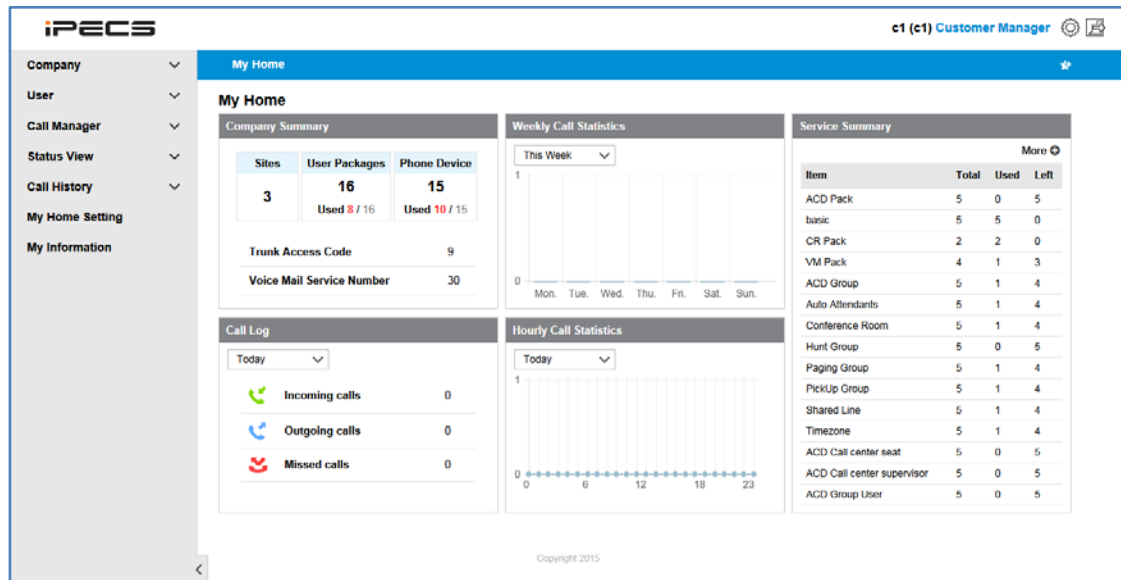 iPECS
c1 (c1) Customer Manager
Company
User
Call Manager
Status View
Call History
My Home Setting
My Information
My Home
My Home
Company Summary
Sites User Packages Phone Device
3 16 15
Used 8 / 16 Used 10 / 15
Trunk Access Code 9
Voice Mail Service Number 30
Weekly Call Statistics
This Week
1
0
Mon. Tue. Wed. Thu. Fri. Sat. Sun.
Call Log
Today
Incoming calls 0
Outgoing calls 0
Missed calls 0
Hourly Call Statistics
Today
1
0
0 6 12 18 23
Service Summary
More
Item Total Used Left
ACD Pack 5 0 5
basic 5 5 0
CR Pack 2 2 0
VM Pack 4 1 3
ACD Group 5 1 4
Auto Attendants 5 1 4
Conference Room 5 1 4
Hunt Group 5 0 5
Paging Group 5 1 4
PickUp Group 5 1 4
Shared Line 5 1 4
Timezone 5 1 4
ACD Call center seat 5 0 5
ACD Call center supervisor 5 0 5
ACD Group User 5 0 5
Copyright 2015